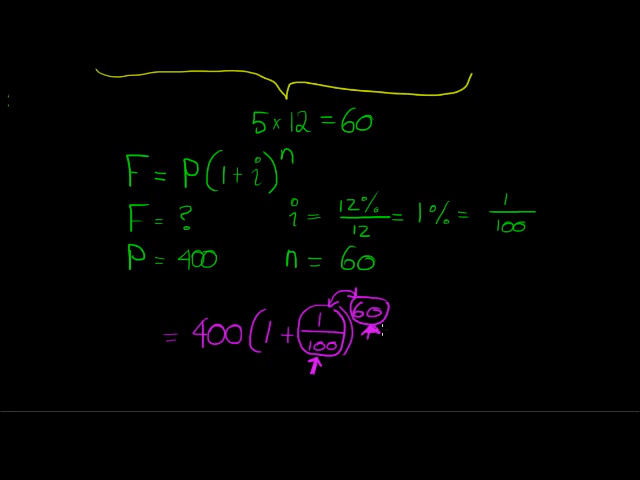 5 × 12 = 60
F = P(1 + i)^n
F = ? i = 12%/12 = 1% = 1/100
P = 400 n = 60
= 400(1 + 1/100)^60